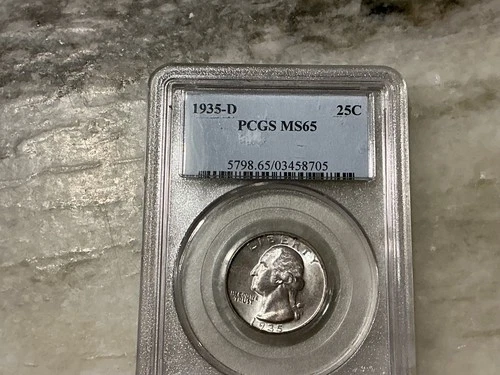 1935-D 25C
PCGS MS65
5798.65/03458705
LIBERTY
IN GOD
WE TRUST
1935